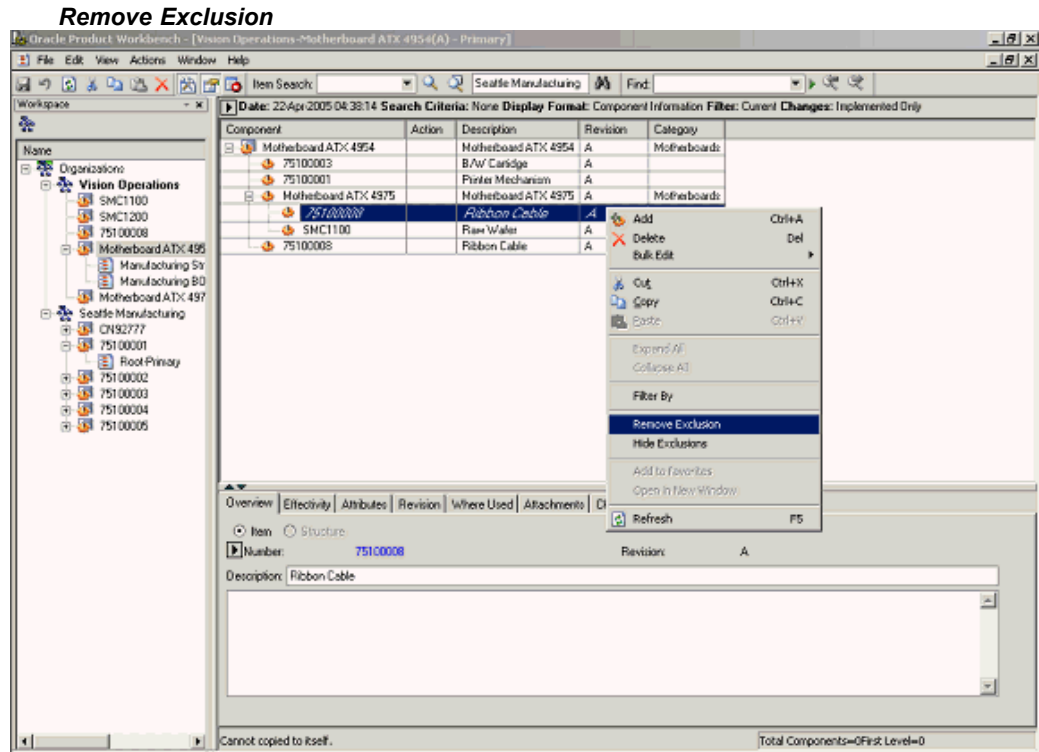 Remove Exclusion
Oracle Product Workbench - [Vision Operations-Motherboard ATX 4954(A) - Primary]
File Edit View Actions Window Help
Item Search: Seattle Manufacturing Find:
Workspace
Date: 22-Apr-2005 04:38:14 Search Criteria: None Display Format: Component Information Filter: Current Changes: Implemented Only
Name
Organizations
Vision Operations
SMC1100
SMC1200
75100008
Motherboard ATX 495
Manufacturing Str
Manufacturing BO
Motherboard ATX 497
Seattle Manufacturing
CN92777
75100001
Root-Primary
75100002
75100003
75100004
75100005
Component Action Description Revision Category
Motherboard ATX 4954 Motherboard ATX 4954 A Motherboards
75100003 B/W Cartidge A
75100001 Printer Mechanism A
Motherboard ATX 4975 Motherboard ATX 4975 A Motherboards
75100008 Ribbon Cable A
SMC1100 Raw Wafer A
75100008 Ribbon Cable A
Add Ctrl+A
Delete Del
Bulk Edit
Cut Ctrl+X
Copy Ctrl+C
Paste Ctrl+V
Expand All
Collapse All
Filter By
Remove Exclusion
Hide Exclusions
Add to Favorites
Open in New Window
Refresh F5
Overview Effectivity Attributes Revision Where Used Attachments
Item Structure
Number: 75100008 Revision: A
Description: Ribbon Cable
Cannot copied to itself. Total Components=0First Level=0